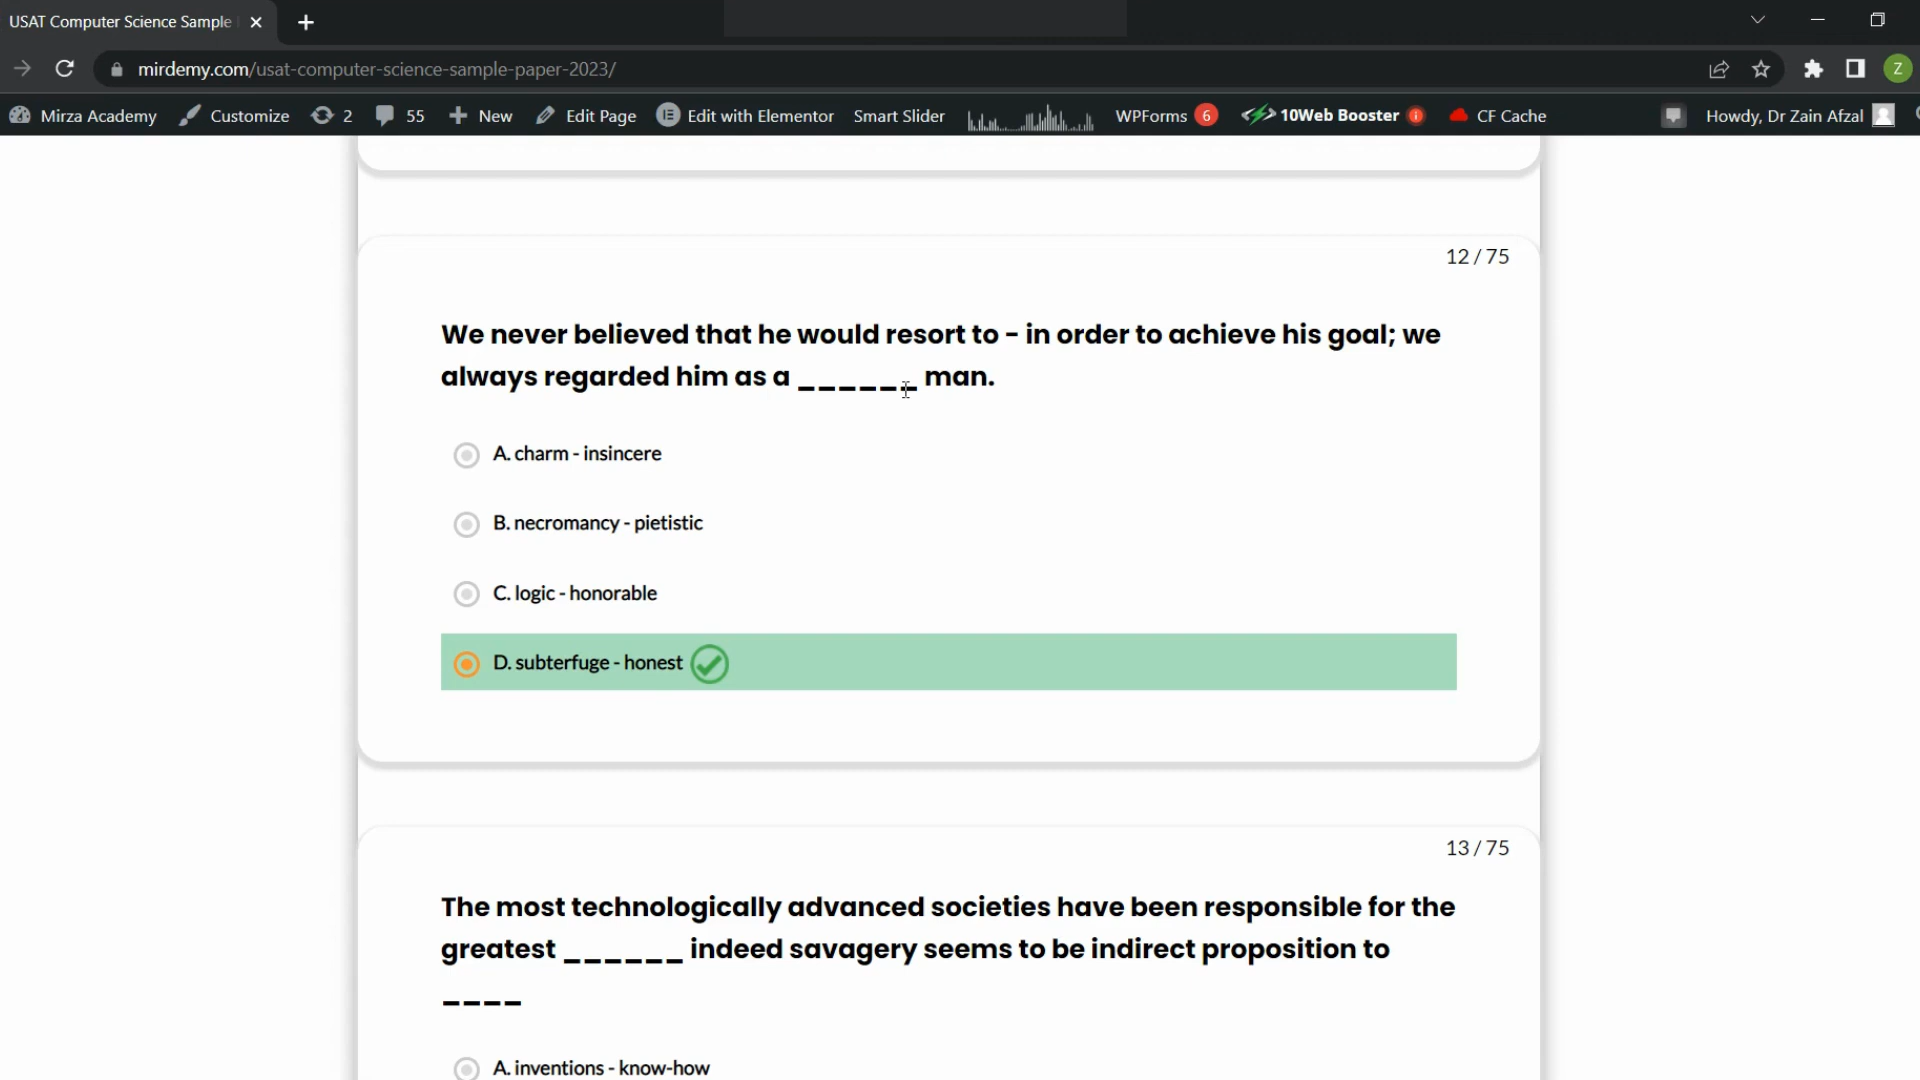 USAT Computer Science Sample
mirdemy.com/usat-computer-science-sample-paper-2023/
Z
Mirza Academy Customize 2 55 New Edit Page Edit with Elementor Smart Slider WPForms 6 10Web Booster CF Cache Howdy, Dr Zain Afzal
12 / 75
We never believed that he would resort to - in order to achieve his goal; we
always regarded him as a ______ man.
A. charm - insincere
B. necromancy - pietistic
C. logic - honorable
D. subterfuge - honest
13 / 75
The most technologically advanced societies have been responsible for the
greatest ______ indeed savagery seems to be indirect proposition to
____
A. inventions - know-how